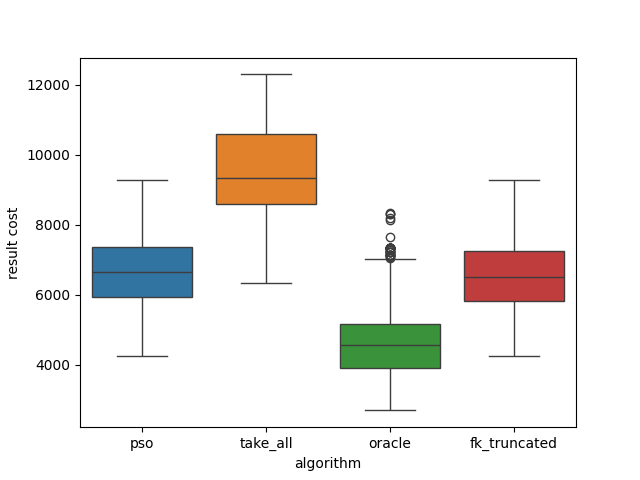 12000
10000
8000
6000
4000
result cost
pso take_all oracle fk_truncated
algorithm